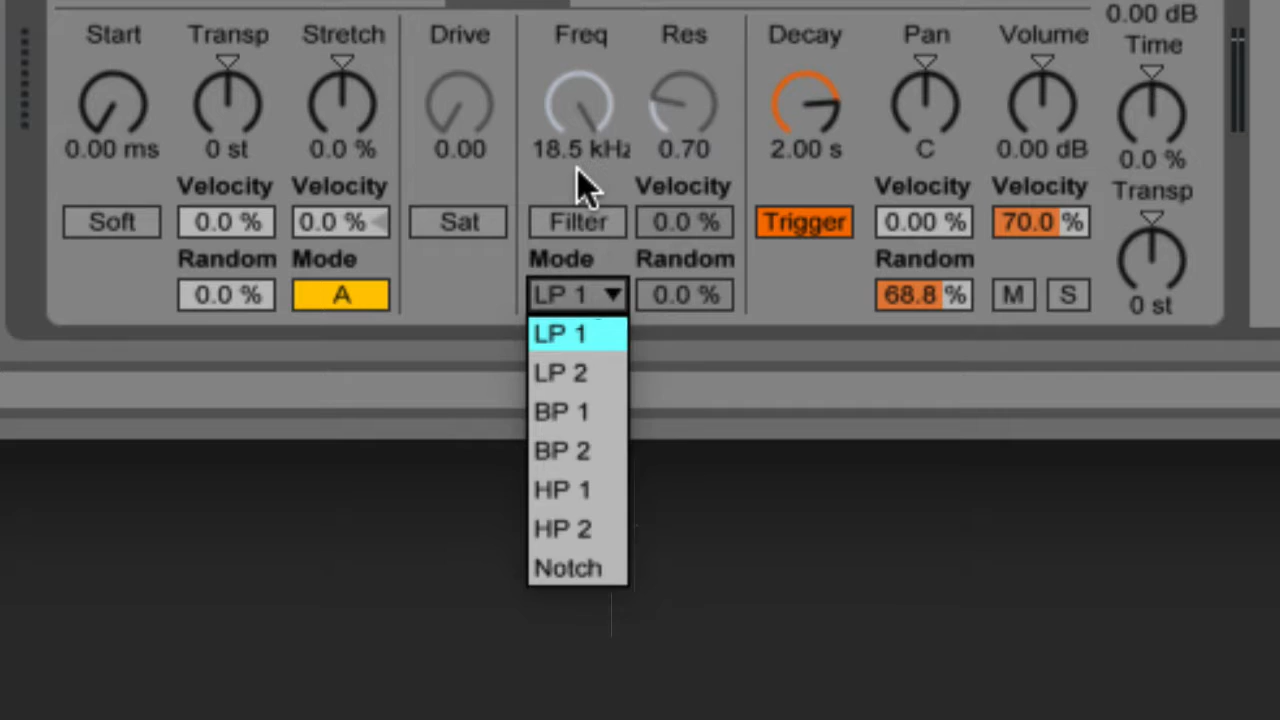 0.00 dB
Start Transp Stretch Drive Freq Res Decay Pan Volume Time
0.00 ms 0 st 0.0 % 0.00 18.5 kHz 0.70 2.00 s C 0.00 dB 0.0 %
Velocity Velocity Velocity Velocity Velocity Transp
Soft 0.0 % 0.0 % Sat Filter 0.0 % Trigger 0.00 % 70.0 %
Random Mode Mode Random Random
0.0 % A LP 1 0.0 % 68.8 % M S 0 st
LP 1
LP 2
BP 1
BP 2
HP 1
HP 2
Notch